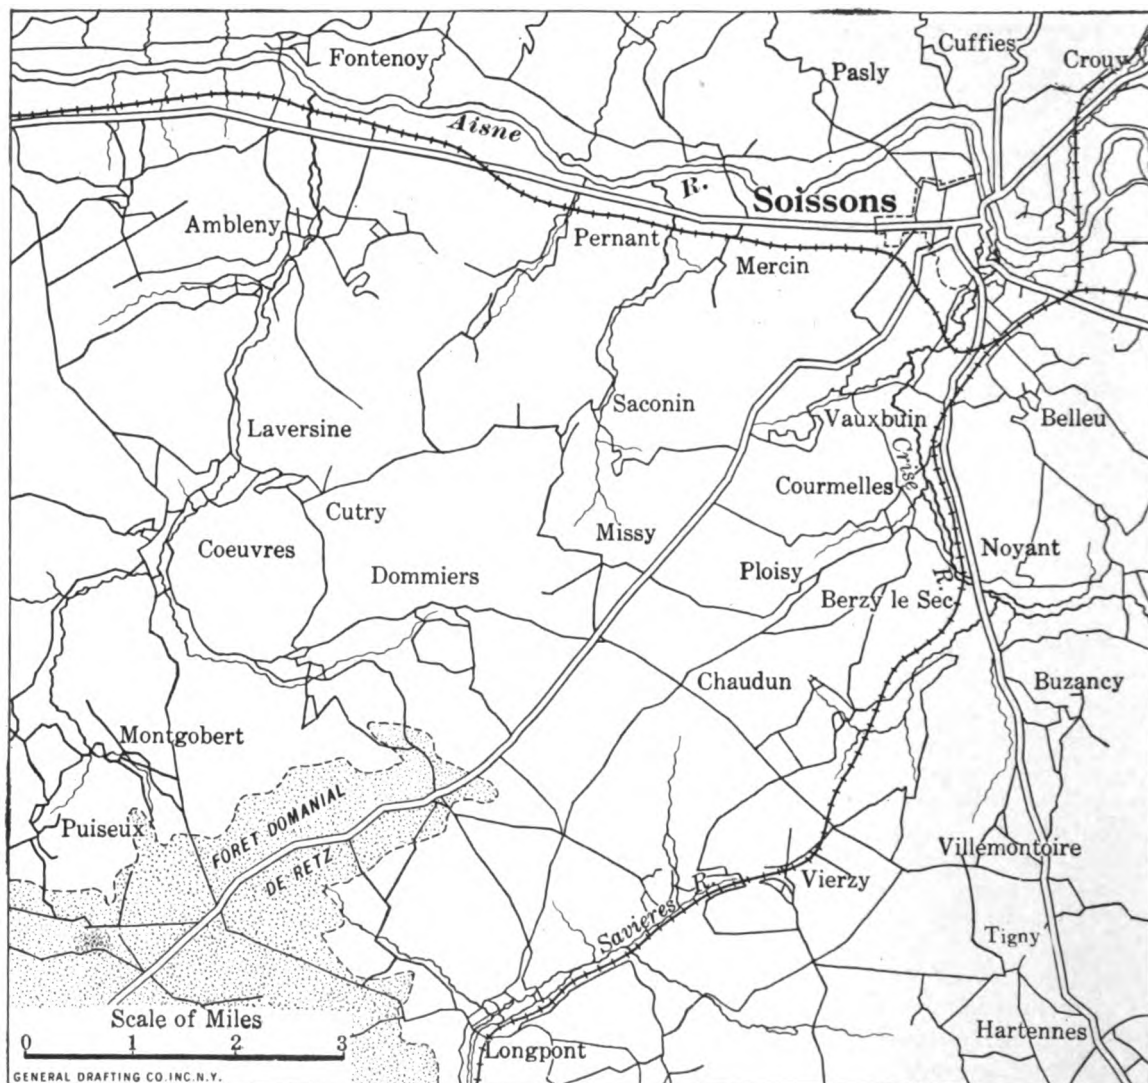 Cuffies
Fontenoy
Pasly
Crouy
Aisne
R.
Soissons
Ambleny
Pernant
Mercin
Saconin
Vauxbuin
Belleu
Laversine
Crise
R.
Courmelles
Cutry
Missy
Coeuvres
Noyant
Dommiers
Ploisy
Berzy le Sec
Chaudun
Buzancy
Montgobert
FORÊT DOMANIAL
DE RETZ
Puiseux
Villemontoire
Vierzy
Savieres R.
Tigny
Scale of Miles
0 1 2 3
Hartennes
Longpont
GENERAL DRAFTING CO.INC.N.Y.